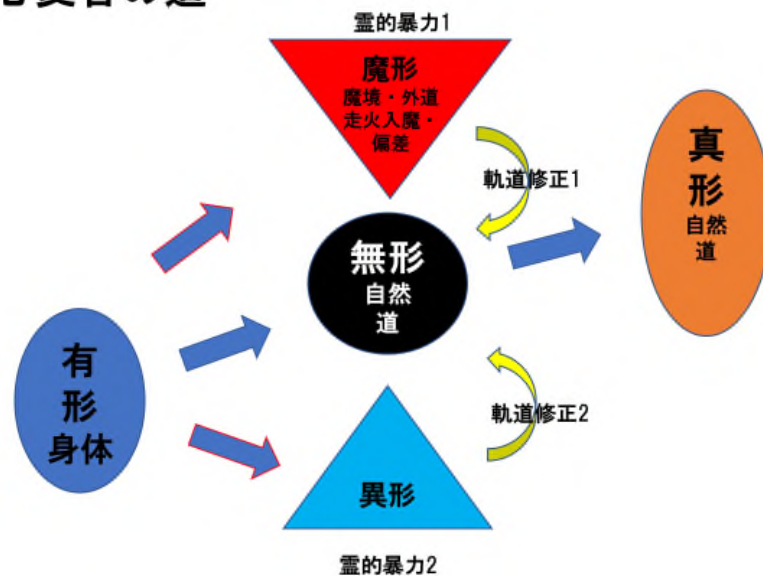 霊的暴力1
魔形
魔境・外道
走火入魔・
偏差
軌道修正1
真
形
自然
道
無形
自然
道
有
形
身体
軌道修正2
異形
霊的暴力2